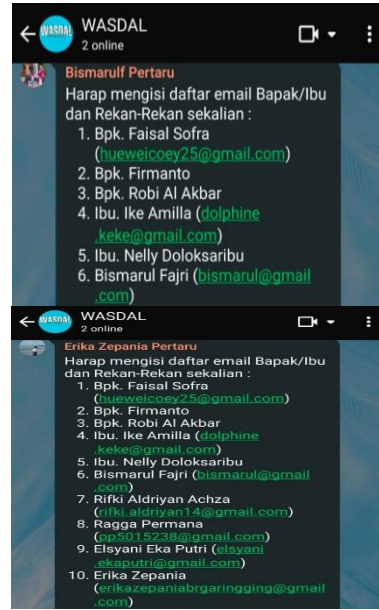 WASDAL
WASDAL
2 online
Bismarulf Pertaru
Harap mengisi daftar email Bapak/Ibu
dan Rekan-Rekan sekalian :
1. Bpk. Faisal Sofra
(hueweicoey25@gmail.com)
2. Bpk. Firmanto
3. Bpk. Robi Al Akbar
4. Ibu. Ike Amilla (dolphine
.keke@gmail.com)
5. Ibu. Nelly Doloksaribu
6. Bismarul Fajri (bismarul@gmail
.com)
WASDAL
WASDAL
2 online
Erika Zepania Pertaru
Harap mengisi daftar email Bapak/Ibu
dan Rekan-Rekan sekalian :
1. Bpk. Faisal Sofra
(hueweicoey25@gmail.com)
2. Bpk. Firmanto
3. Bpk. Robi Al Akbar
4. Ibu. Ike Amilla (dolphine
.keke@gmail.com)
5. Ibu. Nelly Doloksaribu
6. Bismarul Fajri (bismarul@gmail
.com)
7. Rifki Aldriyan Achza
(rifki.aldriyan14@gmail.com)
8. Ragga Permana
(pp5015238@gmail.com)
9. Elsyani Eka Putri (elsyani
.ekaputri@gmail.com)
10. Erika Zepania
(erikazepaniabrgaringging@gmail
.com)